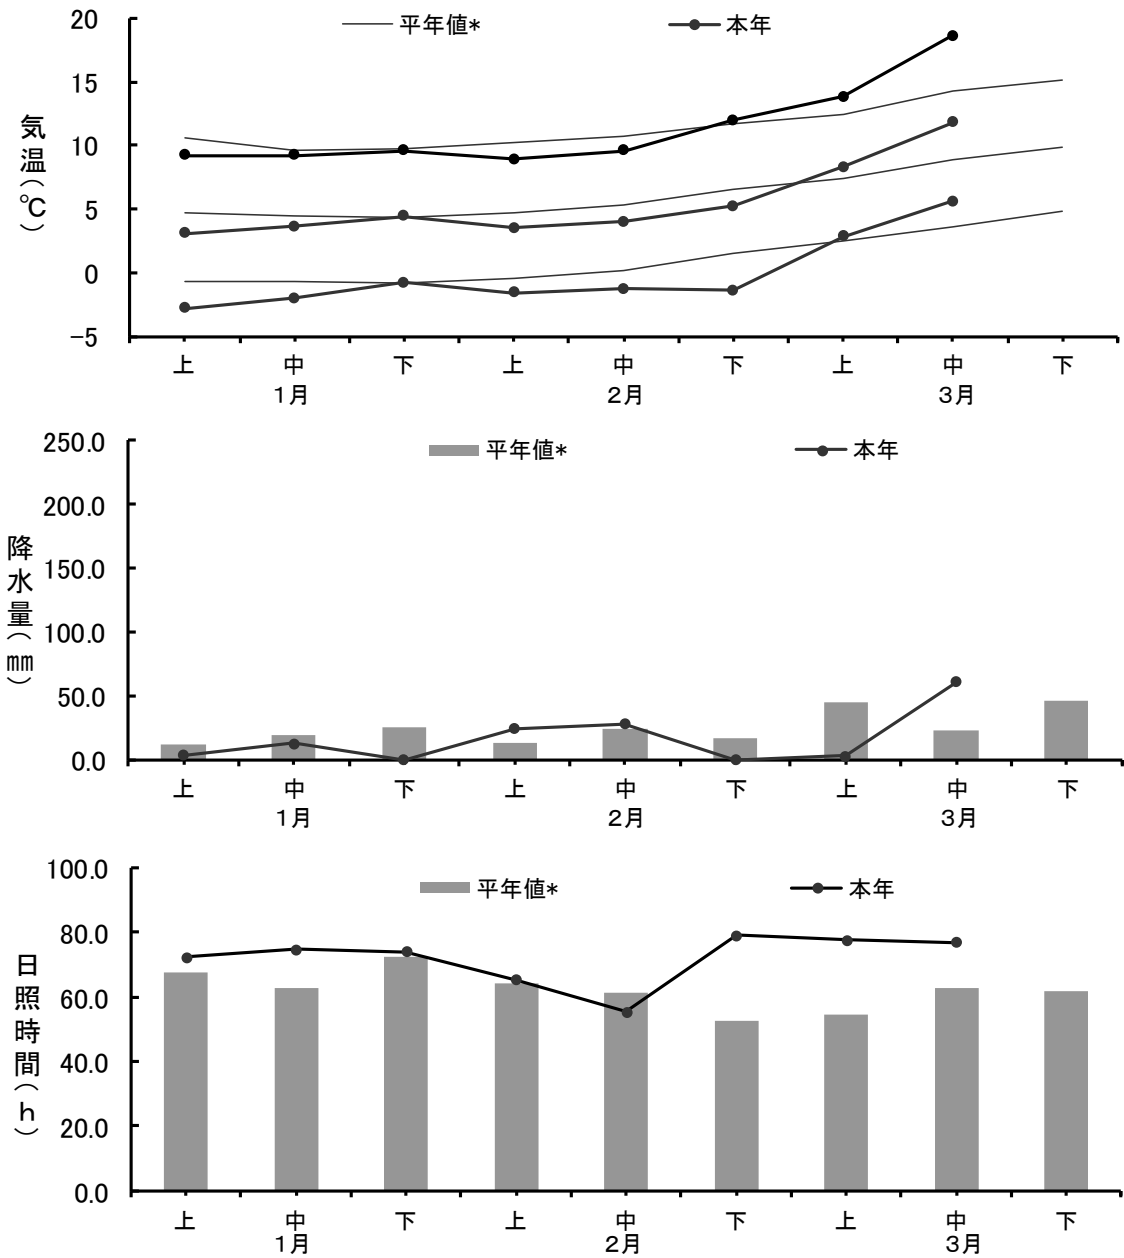 平年値* 本年
気温(℃)
20
15
10
5
0
-5
上 中 下 上 中 下 上 中 下
1月 2月 3月
平年値* 本年
降水量(㎜)
250.0
200.0
150.0
100.0
50.0
0.0
上 中 下 上 中 下 上 中 下
1月 2月 3月
平年値* 本年
日照時間(h)
100.0
80.0
60.0
40.0
20.0
0.0
上 中 下 上 中 下 上 中 下
1月 2月 3月